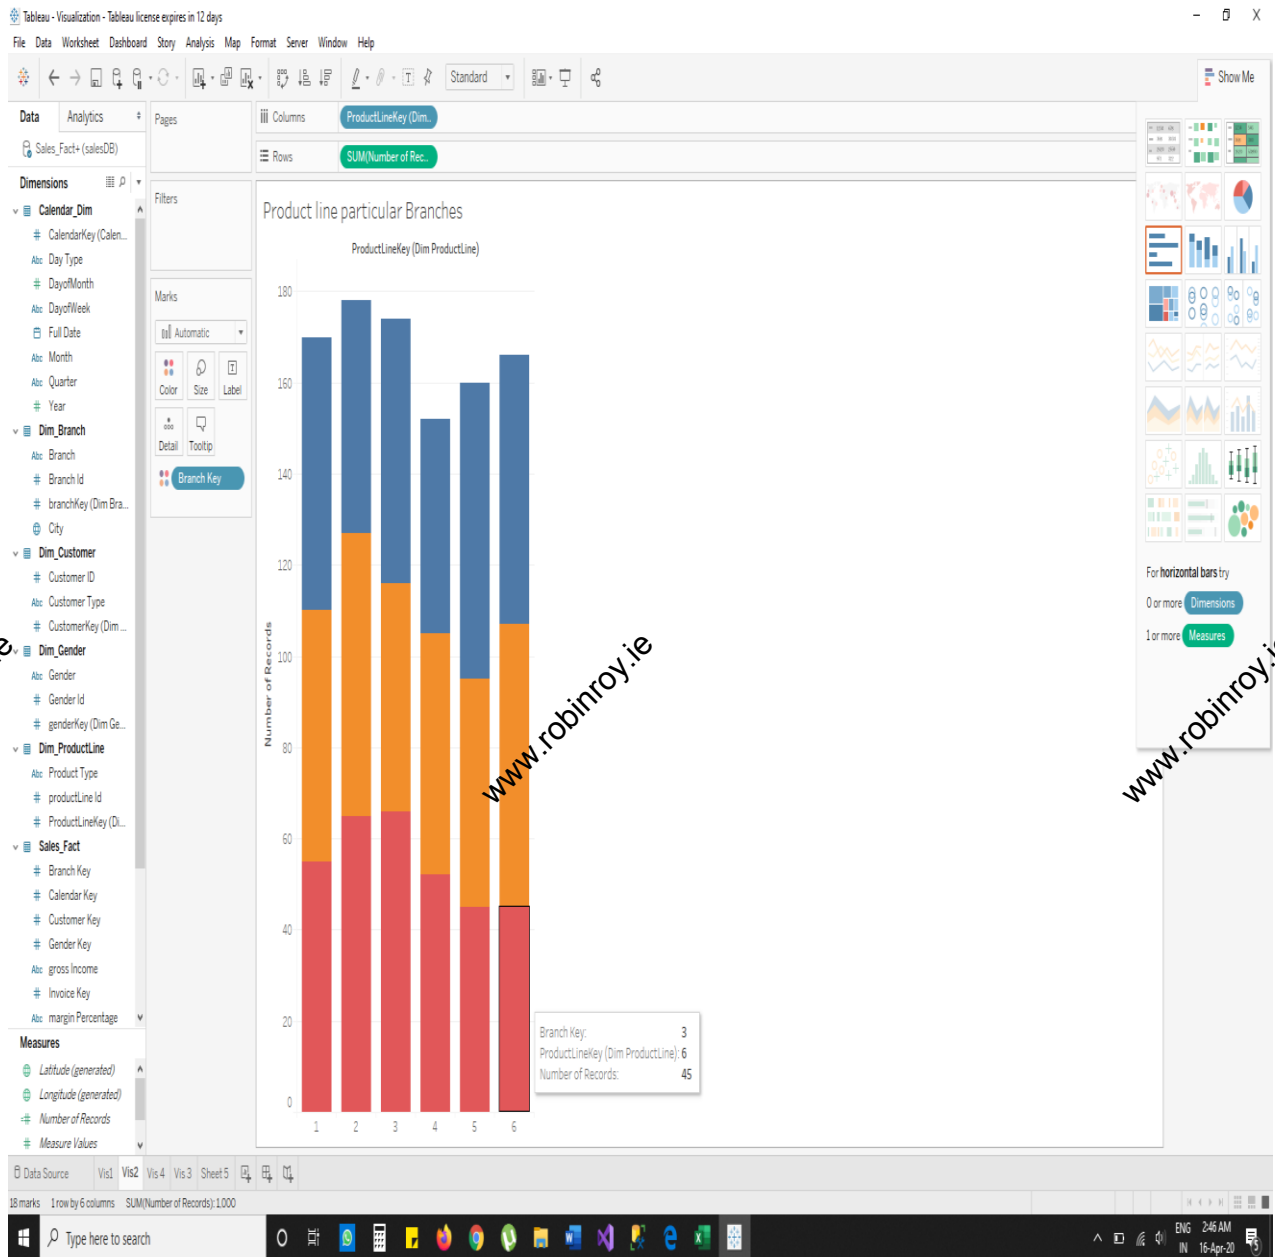 Tableau - Visualization - Tableau license expires in 12 days
File Data Worksheet Dashboard Story Analysis Map Format Server Window Help
Standard
Show Me
Data Analytics
Sales_Fact+ (salesDB)
Dimensions
Calendar_Dim
CalendarKey (Calen...
Abc Day Type
DayofMonth
Abc DayofWeek
Full Date
Abc Month
Abc Quarter
Year
Dim_Branch
Abc Branch
Branch Id
branchKey (Dim Bra...
City
Dim_Customer
Customer ID
Abc Customer Type
CustomerKey (Dim ...
Dim_Gender
Abc Gender
Gender Id
genderKey (Dim Ge...
Dim_ProductLine
Abc Product Type
productLine Id
ProductLineKey (Di...
Sales_Fact
Branch Key
Calendar Key
Customer Key
Gender Key
Abc gross Income
Invoice Key
Abc margin Percentage
Measures
Latitude (generated)
Longitude (generated)
Number of Records
Measure Values
Pages
Filters
Marks
Automatic
Color Size Label
Detail Tooltip
Branch Key
Columns ProductLineKey (Dim..
Rows SUM(Number of Rec..
Product line particular Branches
ProductLineKey (Dim ProductLine)
Number of Records
180
160
140
120
100
80
60
40
20
0
1 2 3 4 5 6
Branch Key: 3
ProductLineKey (Dim ProductLine): 6
Number of Records: 45
For horizontal bars try
0 or more Dimensions
1 or more Measures
www.robinroy.ie
www.robinroy.ie
Data Source Vis1 Vis2 Vis 4 Vis 3 Sheet 5
18 marks 1 row by 6 columns SUM(Number of Records): 1,000
Type here to search
ENG 2:46 AM
IN 16-Apr-20